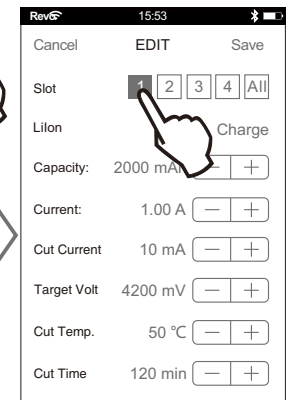 Rev 15:53
Cancel EDIT Save
Slot 1 2 3 4 All
LiIon Charge
Capacity: 2000 mAh − +
Current: 1.00 A − +
Cut Current 10 mA − +
Target Volt 4200 mV − +
Cut Temp. 50 ℃ − +
Cut Time 120 min − +